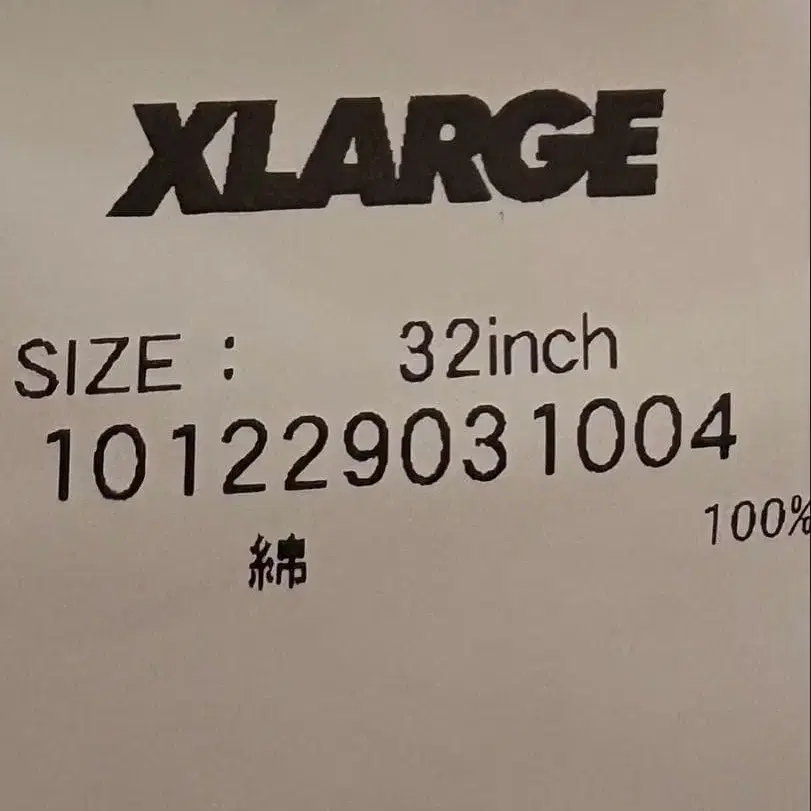 XLARGE
SIZE : 32inch
101229031004
綿 100%